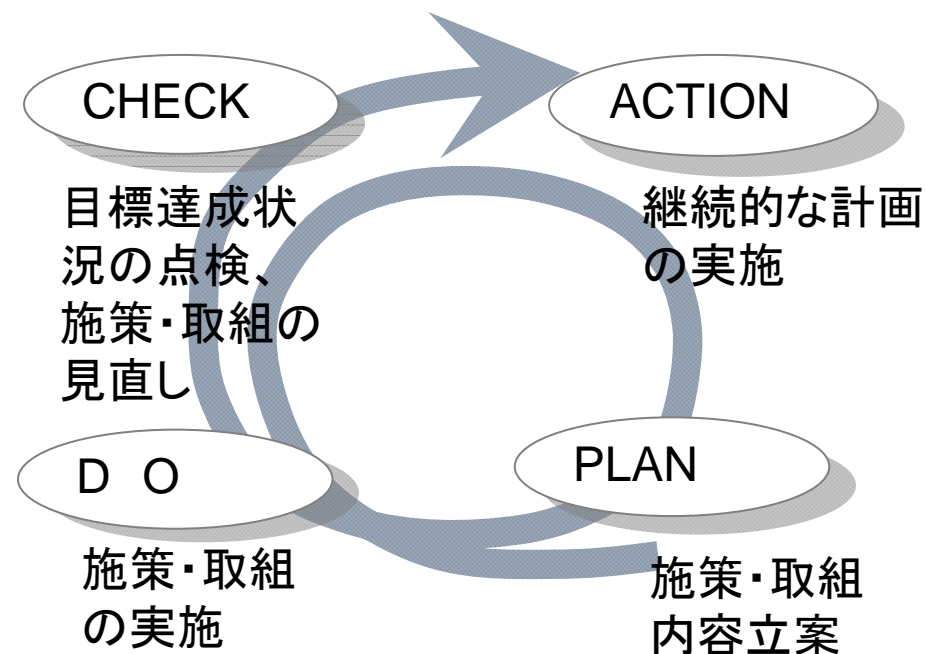 CHECK
目標達成状
況の点検、
施策・取組の
見直し
ACTION
継続的な計画
の実施
D O
施策・取組
の実施
PLAN
施策・取組
内容立案